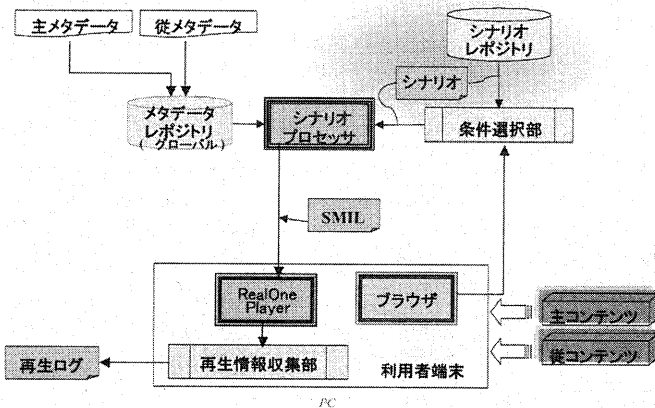 主メタデータ
従メタデータ
シナリオ
レポジトリ
シナリオ
メタデータ
レポジトリ
( グローバル)
シナリオ
プロセッサ
条件選択部
SMIL
RealOne
Player
ブラウザ
主コンテンツ
従コンテンツ
再生ログ
再生情報収集部
利用者端末
PC